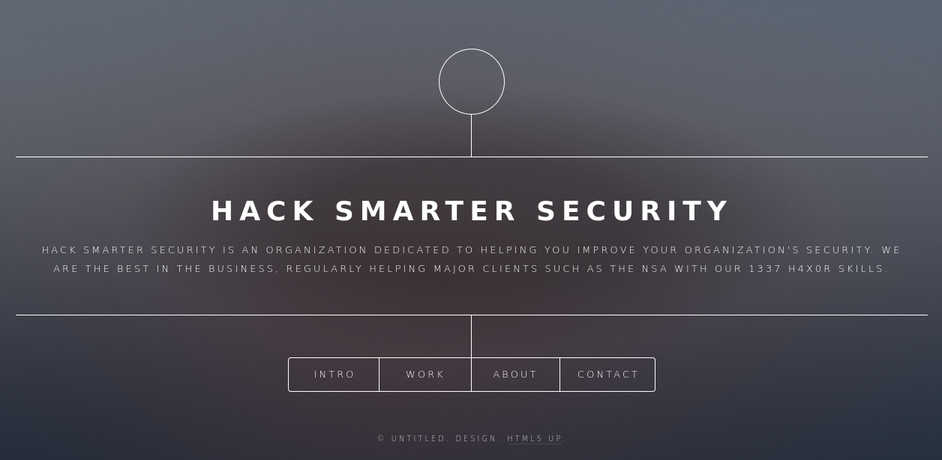 HACK SMARTER SECURITY
HACK SMARTER SECURITY IS AN ORGANIZATION DEDICATED TO HELPING YOU IMPROVE YOUR ORGANIZATION'S SECURITY. WE
ARE THE BEST IN THE BUSINESS, REGULARLY HELPING MAJOR CLIENTS SUCH AS THE NSA WITH OUR 1337 H4X0R SKILLS.
INTRO WORK ABOUT CONTACT
© UNTITLED. DESIGN: HTML5 UP.